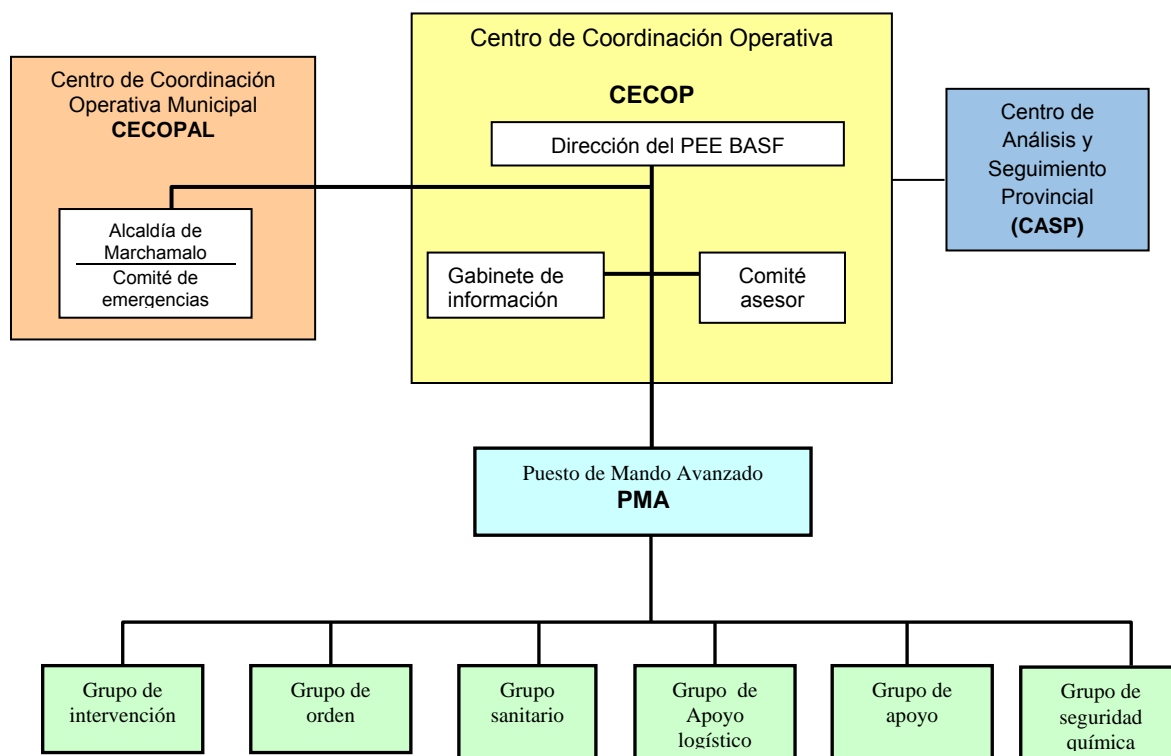 Centro de Coordinación
Operativa Municipal
CECOPAL
Alcaldía de
Marchamalo
Comité de
emergencias
Centro de Coordinación Operativa
CECOP
Dirección del PEE BASF
Gabinete de
información
Comité
asesor
Centro de
Análisis y
Seguimiento
Provincial
(CASP)
Puesto de Mando Avanzado
PMA
Grupo de
intervención
Grupo de
orden
Grupo
sanitario
Grupo de
Apoyo
logístico
Grupo de
apoyo
Grupo de
seguridad
química